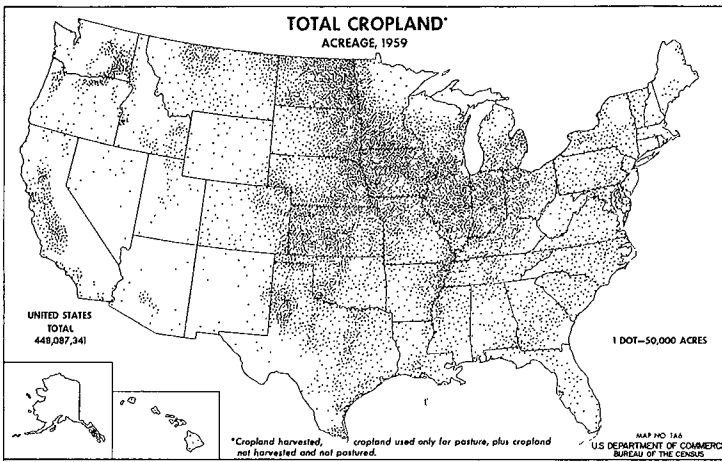 TOTAL CROPLAND*
ACREAGE, 1959
UNITED STATES
TOTAL
448,087,341
1 DOT—50,000 ACRES
*Cropland harvested, cropland used only for pasture, plus cropland
not harvested and not pastured.
MAP NO 1A6
U.S DEPARTMENT OF COMMERC
BUREAU OF THE CENSUS